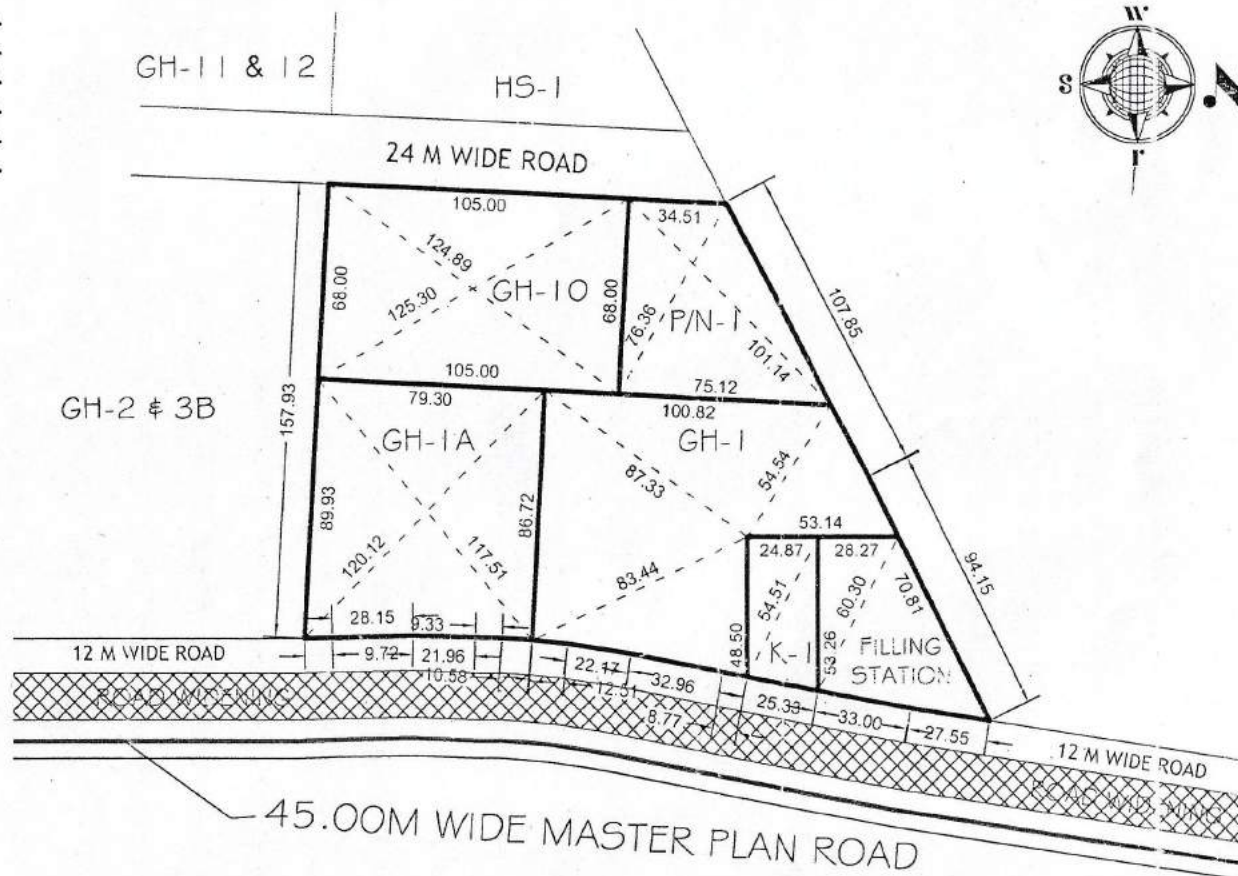 GH-11 & 12
HS-1
W
S
N
24 M WIDE ROAD
105.00
34.51
124.89
125.30
GH-10
68.00
68.00
76.36
P/N-1
101.14
107.85
105.00
75.12
79.30
100.82
GH-2 & 3B
157.93
GH-1A
GH-1
89.93
86.72
87.33
54.54
53.14
24.87
28.27
120.12
117.51
83.44
54.51
60.30
70.81
94.15
28.15
9.33
48.50
K-1
53.26
FILLING
STATION
12 M WIDE ROAD
9.72
21.96
22.17
32.96
10.58
12.51
25.33
33.00
8.77
27.55
12 M WIDE ROAD
ROAD WIDENING
ROAD WIDENING
45.00M WIDE MASTER PLAN ROAD